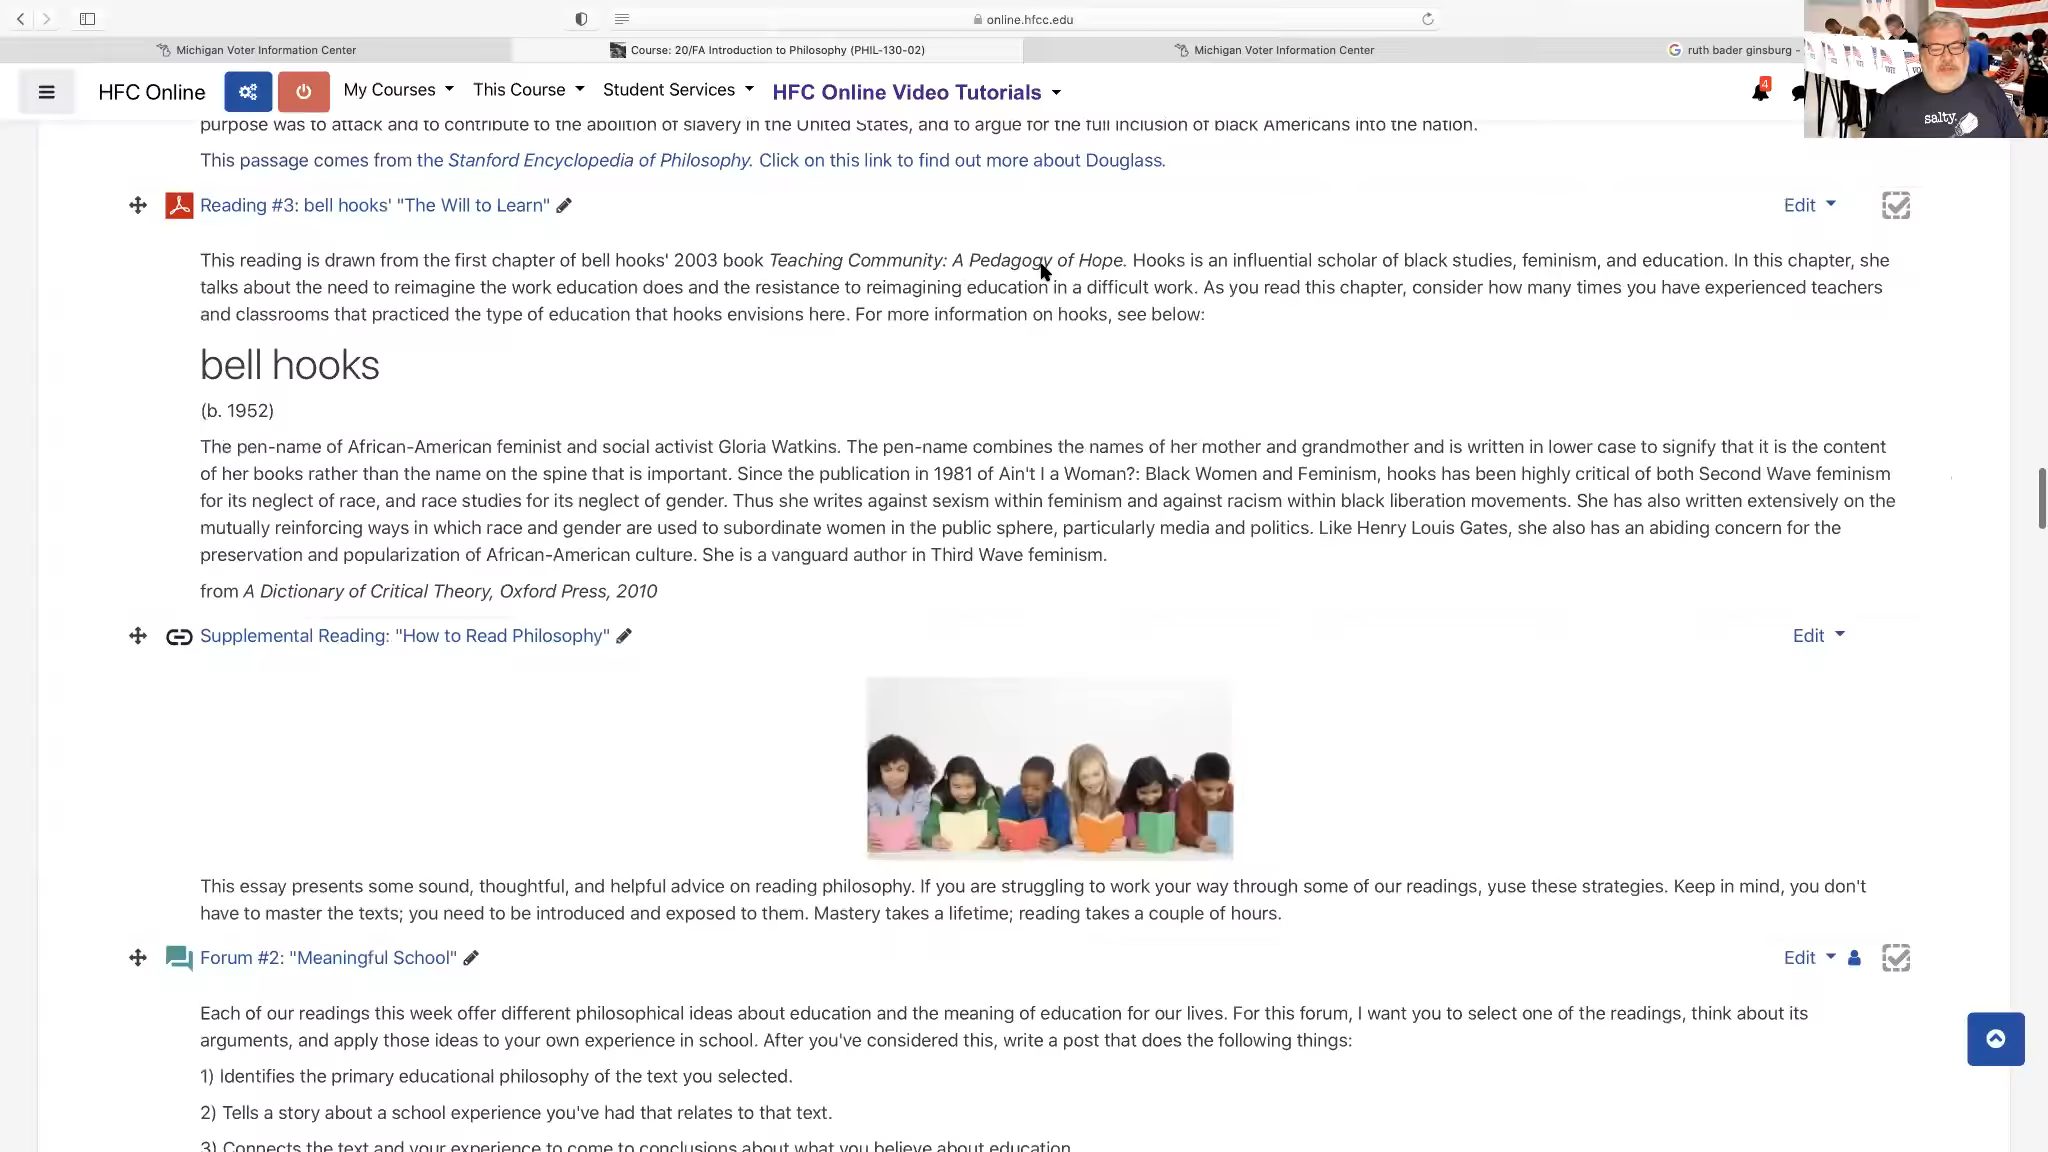 online.hfcc.edu
Michigan Voter Information Center
Course: 20/FA Introduction to Philosophy (PHIL-130-02)
Michigan Voter Information Center
ruth bader ginsburg -
HFC Online
My Courses
This Course
Student Services
HFC Online Video Tutorials
4
salty.
purpose was to attack and to contribute to the abolition of slavery in the United States, and to argue for the full inclusion of black Americans into the nation.
This passage comes from the Stanford Encyclopedia of Philosophy. Click on this link to find out more about Douglass.
Reading #3: bell hooks' "The Will to Learn"
Edit
This reading is drawn from the first chapter of bell hooks' 2003 book Teaching Community: A Pedagogy of Hope. Hooks is an influential scholar of black studies, feminism, and education. In this chapter, she
talks about the need to reimagine the work education does and the resistance to reimagining education in a difficult work. As you read this chapter, consider how many times you have experienced teachers
and classrooms that practiced the type of education that hooks envisions here. For more information on hooks, see below:
bell hooks
(b. 1952)
The pen-name of African-American feminist and social activist Gloria Watkins. The pen-name combines the names of her mother and grandmother and is written in lower case to signify that it is the content
of her books rather than the name on the spine that is important. Since the publication in 1981 of Ain't I a Woman?: Black Women and Feminism, hooks has been highly critical of both Second Wave feminism
for its neglect of race, and race studies for its neglect of gender. Thus she writes against sexism within feminism and against racism within black liberation movements. She has also written extensively on the
mutually reinforcing ways in which race and gender are used to subordinate women in the public sphere, particularly media and politics. Like Henry Louis Gates, she also has an abiding concern for the
preservation and popularization of African-American culture. She is a vanguard author in Third Wave feminism.
from A Dictionary of Critical Theory, Oxford Press, 2010
Supplemental Reading: "How to Read Philosophy"
Edit
This essay presents some sound, thoughtful, and helpful advice on reading philosophy. If you are struggling to work your way through some of our readings, yuse these strategies. Keep in mind, you don't
have to master the texts; you need to be introduced and exposed to them. Mastery takes a lifetime; reading takes a couple of hours.
Forum #2: "Meaningful School"
Edit
Each of our readings this week offer different philosophical ideas about education and the meaning of education for our lives. For this forum, I want you to select one of the readings, think about its
arguments, and apply those ideas to your own experience in school. After you've considered this, write a post that does the following things:
1) Identifies the primary educational philosophy of the text you selected.
2) Tells a story about a school experience you've had that relates to that text.
3) Connects the text and your experience to come to conclusions about what you believe about education